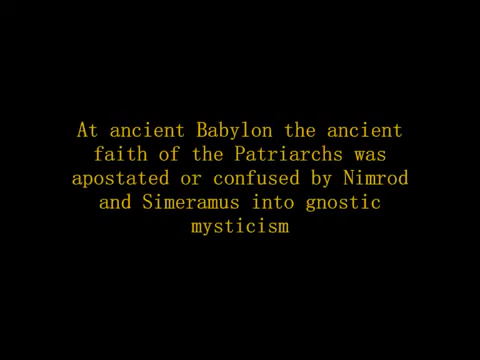 At ancient Babylon the ancient
faith of the Patriarchs was
apostated or confused by Nimrod
and Simeramus into gnostic
mysticism